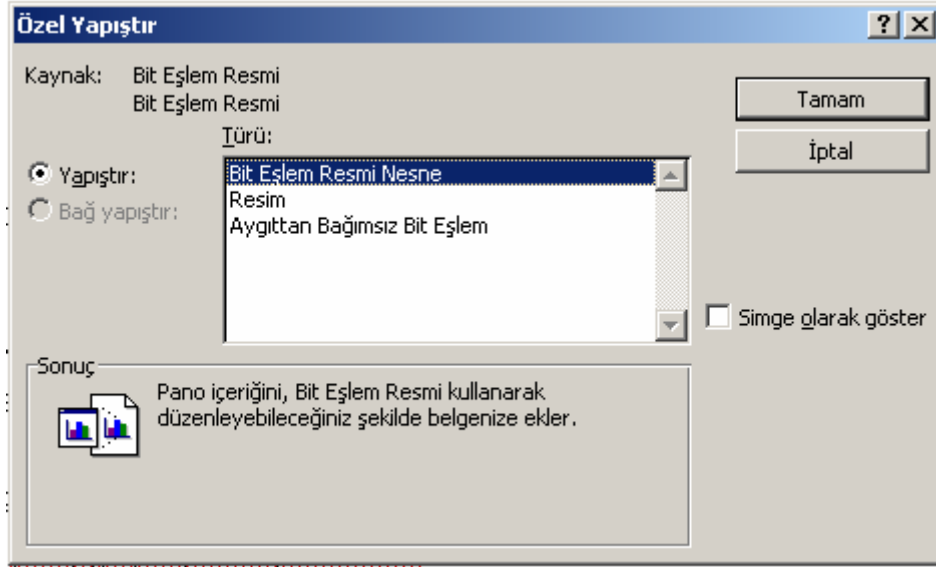 Özel Yapıştır
Kaynak: Bit Eşlem Resmi
Bit Eşlem Resmi
Türü:
Yapıştır:
Bağ yapıştır:
Bit Eşlem Resmi Nesne
Resim
Aygıttan Bağımsız Bit Eşlem
Tamam
İptal
Simge olarak göster
Sonuç
Pano içeriğini, Bit Eşlem Resmi kullanarak
düzenleyebileceğiniz şekilde belgenize ekler.